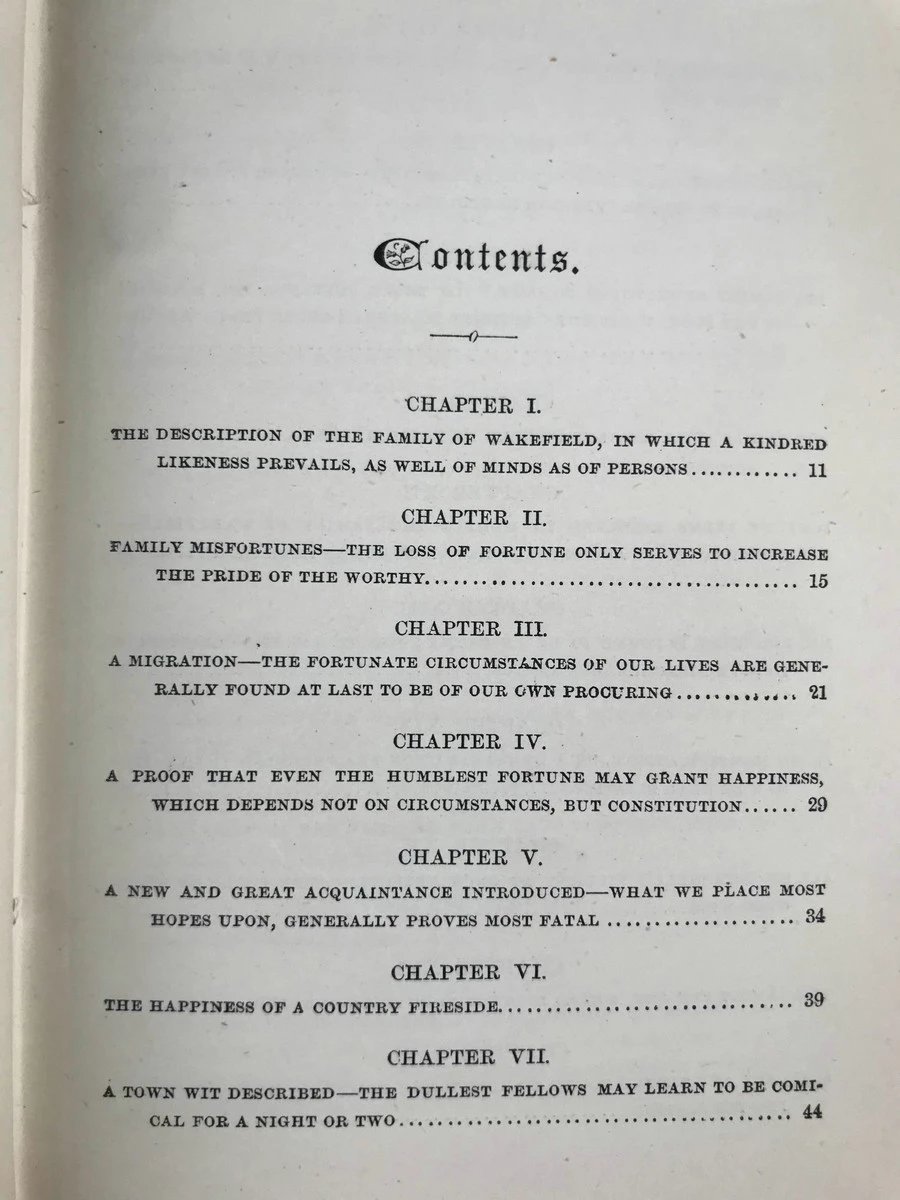 Contents.
CHAPTER I.
THE DESCRIPTION OF THE FAMILY OF WAKEFIELD, IN WHICH A KINDRED
LIKENESS PREVAILS, AS WELL OF MINDS AS OF PERSONS............ 11
CHAPTER II.
FAMILY MISFORTUNES—THE LOSS OF FORTUNE ONLY SERVES TO INCREASE
THE PRIDE OF THE WORTHY...................................... 15
CHAPTER III.
A MIGRATION—THE FORTUNATE CIRCUMSTANCES OF OUR LIVES ARE GENE-
RALLY FOUND AT LAST TO BE OF OUR OWN PROCURING............. 21
CHAPTER IV.
A PROOF THAT EVEN THE HUMBLEST FORTUNE MAY GRANT HAPPINESS,
WHICH DEPENDS NOT ON CIRCUMSTANCES, BUT CONSTITUTION...... 29
CHAPTER V.
A NEW AND GREAT ACQUAINTANCE INTRODUCED—WHAT WE PLACE MOST
HOPES UPON, GENERALLY PROVES MOST FATAL .................... 34
CHAPTER VI.
THE HAPPINESS OF A COUNTRY FIRESIDE............................... 39
CHAPTER VII.
A TOWN WIT DESCRIBED—THE DULLEST FELLOWS MAY LEARN TO BE COMI-
CAL FOR A NIGHT OR TWO......................................... 44